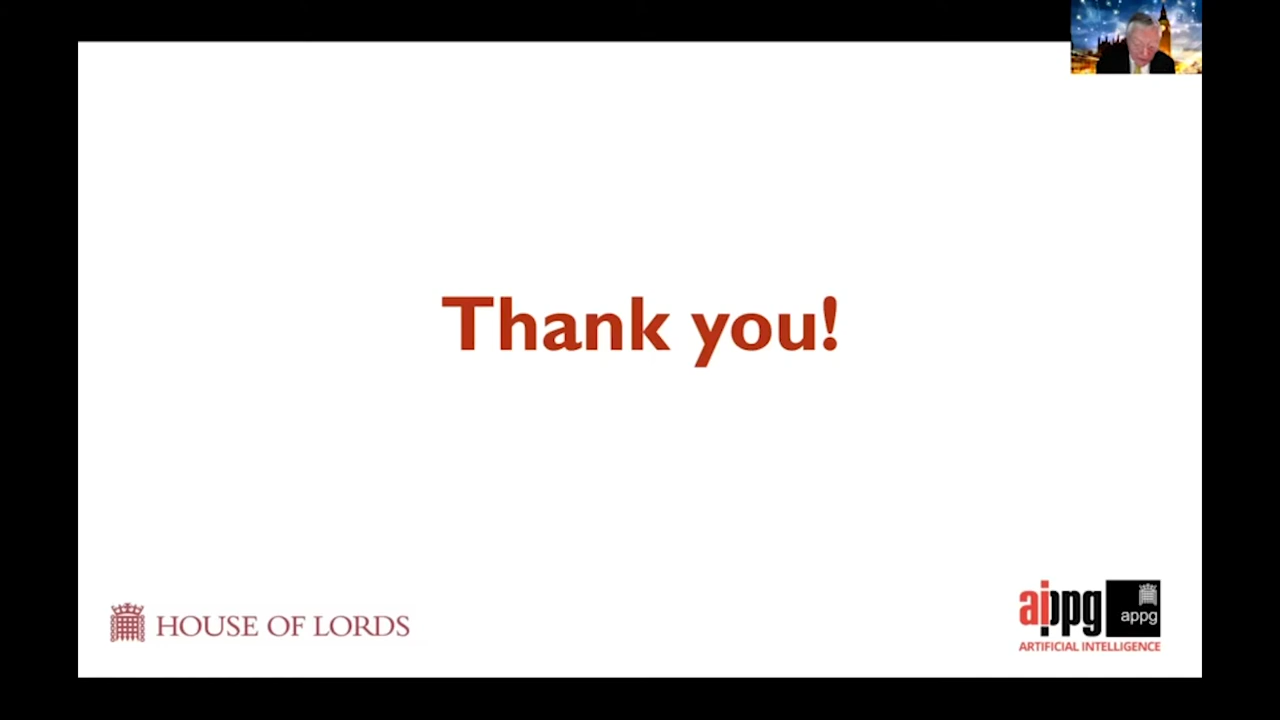 Thank you!
HOUSE OF LORDS
aippg
appg
ARTIFICIAL INTELLIGENCE